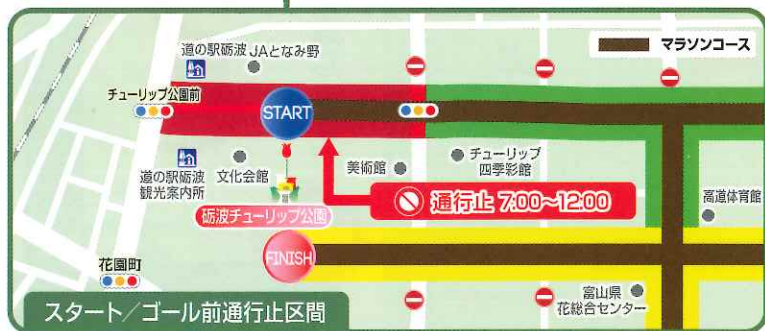 道の駅砺波
JAとなみ野
マラソンコース
チューリップ公園前
START
道の駅砺波
観光案内所
文化会館
美術館
チューリップ
四季彩館
通行止 7:00~12:00
高道体育館
砺波チューリップ公園
花園町
FINISH
富山県
花総合センター
スタート/ゴール前通行止区間